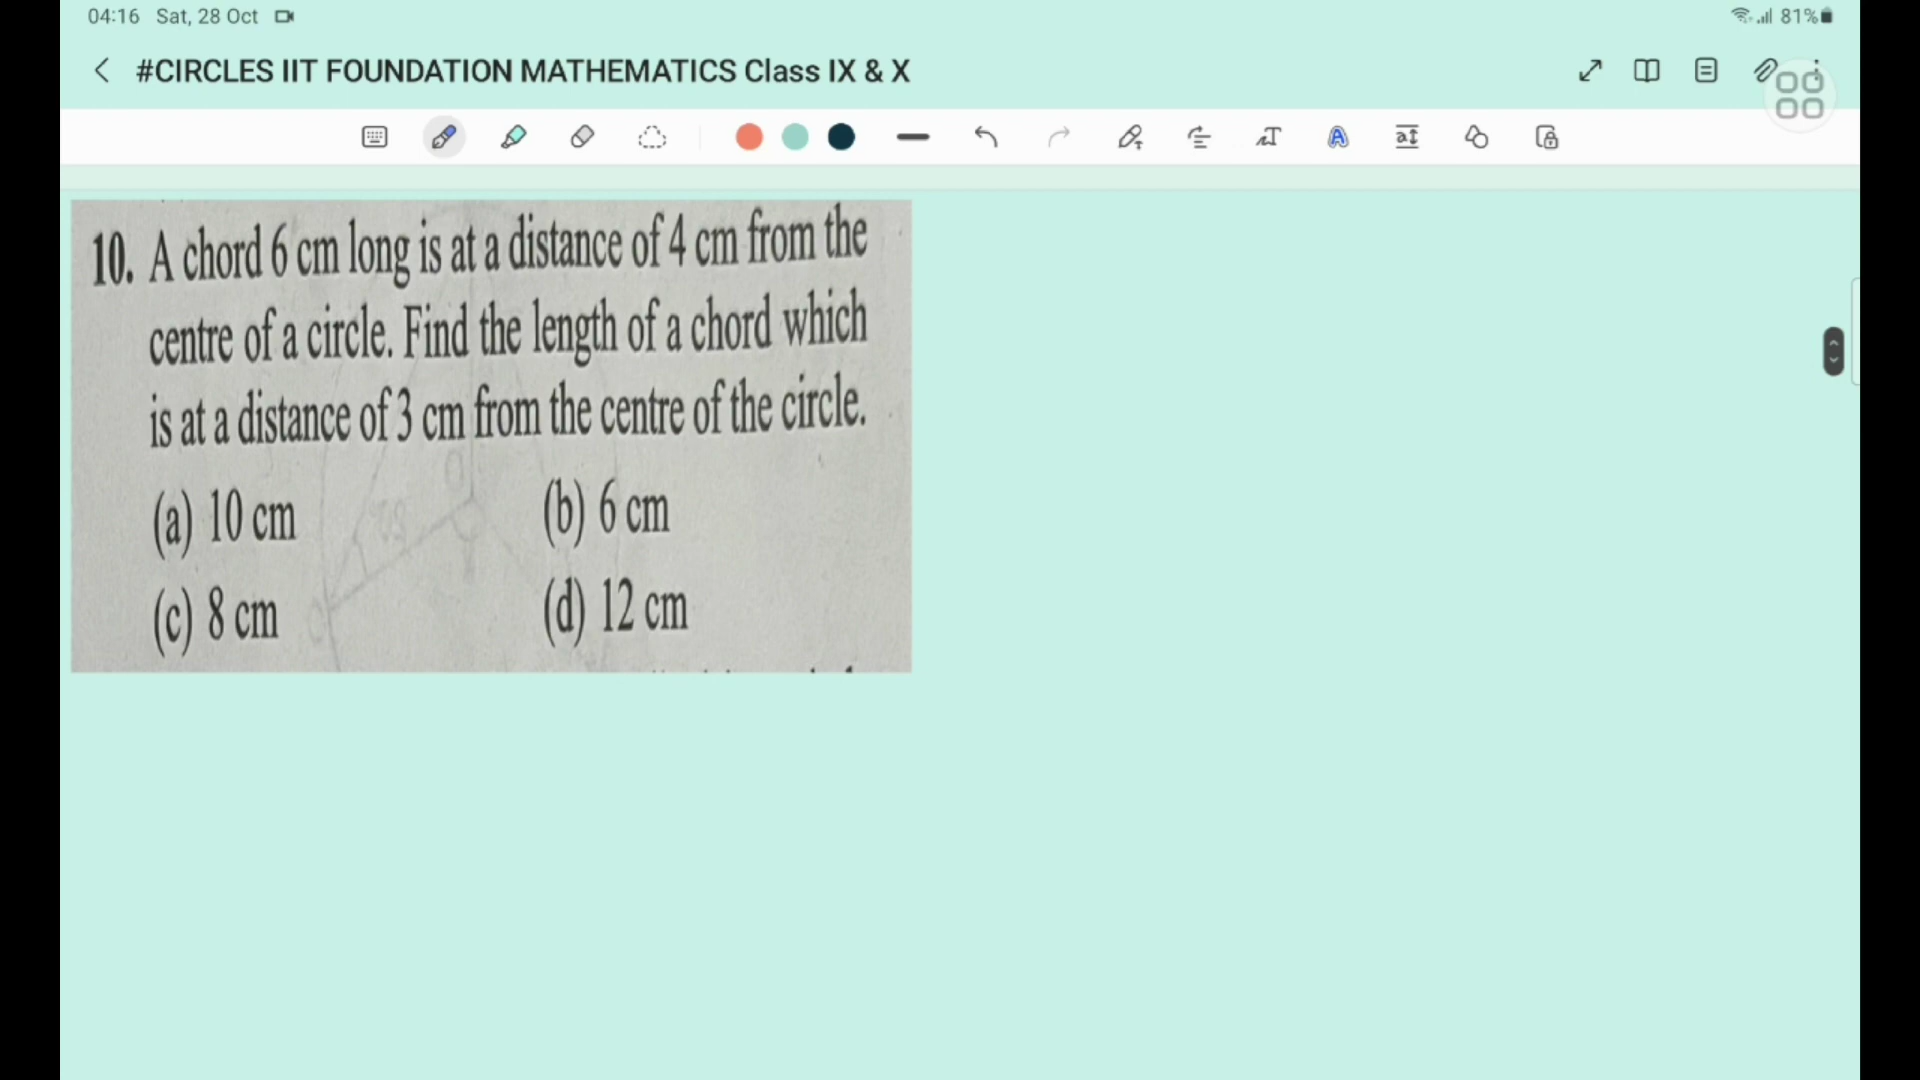 04:16 Sat, 28 Oct 81%
#CIRCLES IIT FOUNDATION MATHEMATICS Class IX & X
10. A chord 6 cm long is at a distance of 4 cm from the
centre of a circle. Find the length of a chord which
is at a distance of 3 cm from the centre of the circle.
(a) 10 cm (b) 6 cm
(c) 8 cm (d) 12 cm